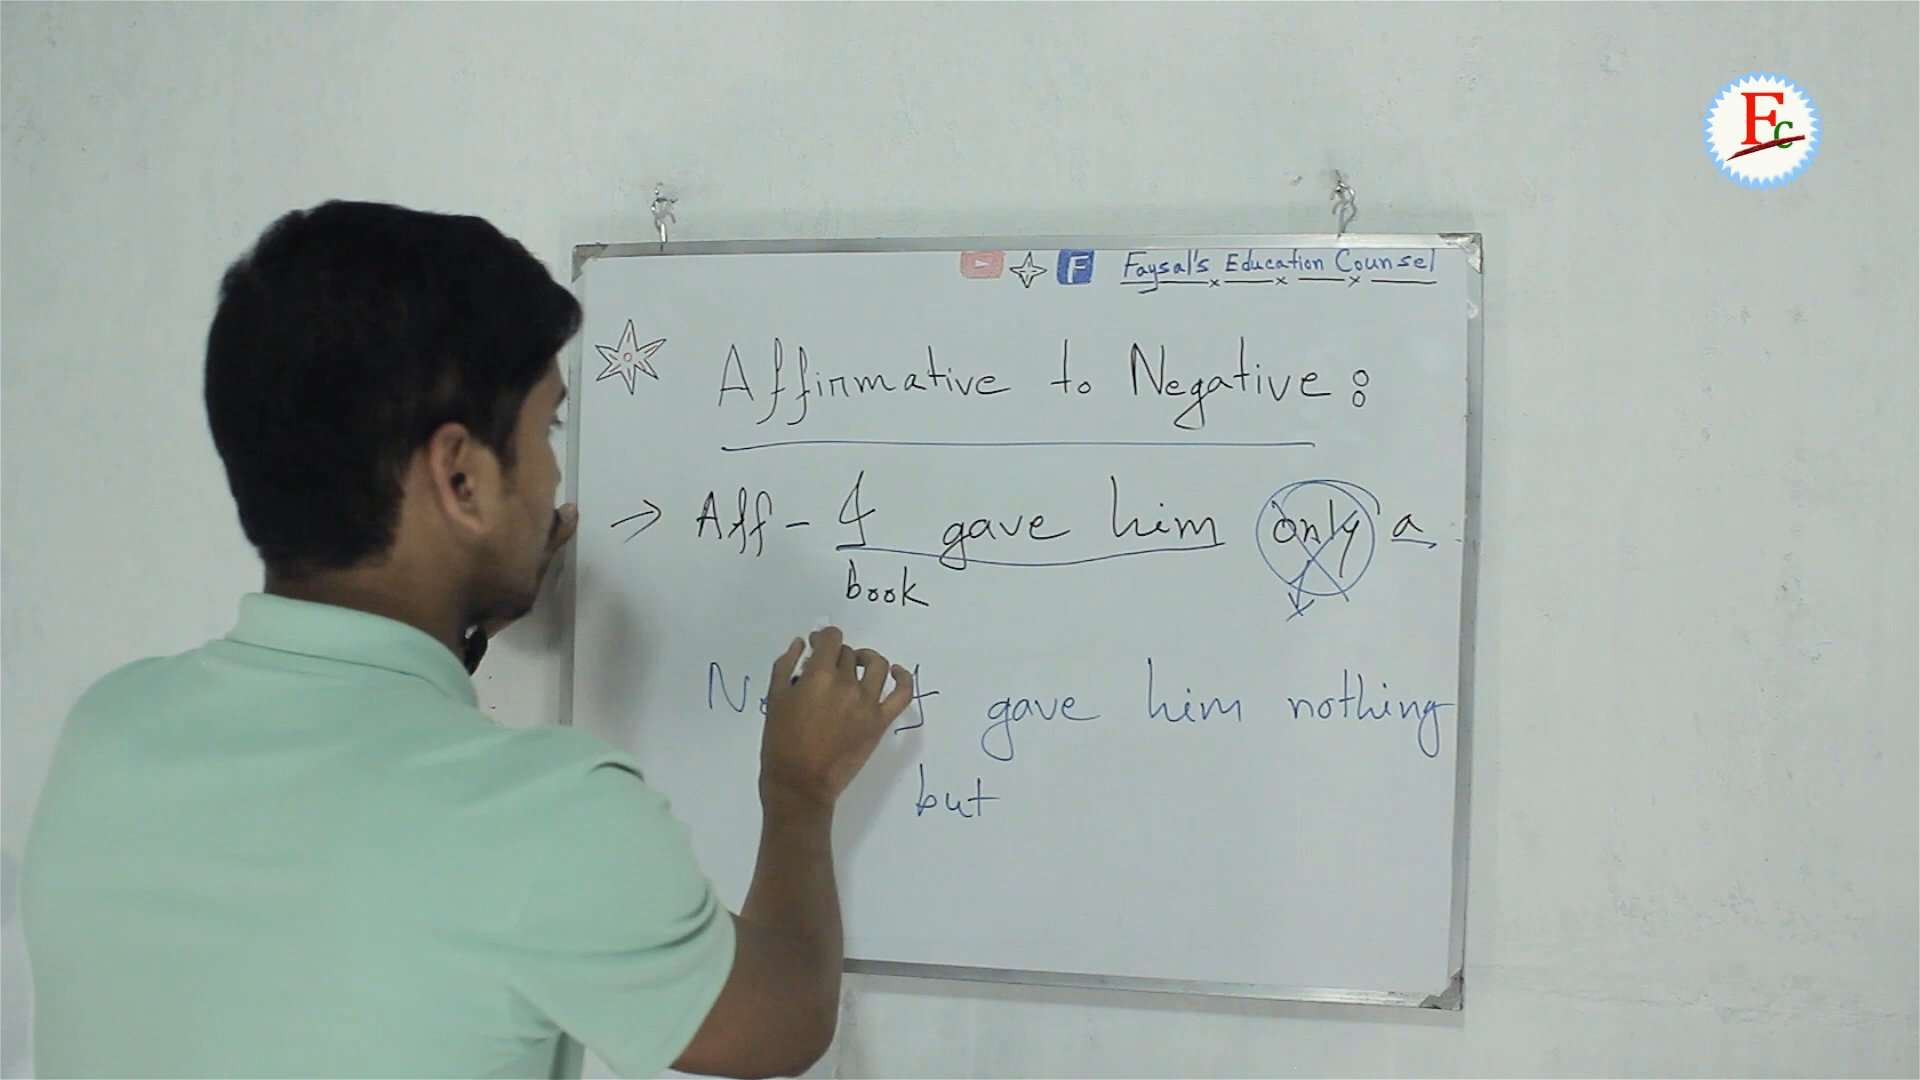 Fc
F Faysal's Education Counsel
Affirmative to Negative:
→ Aff - I gave him only a
book
I gave him nothing
but